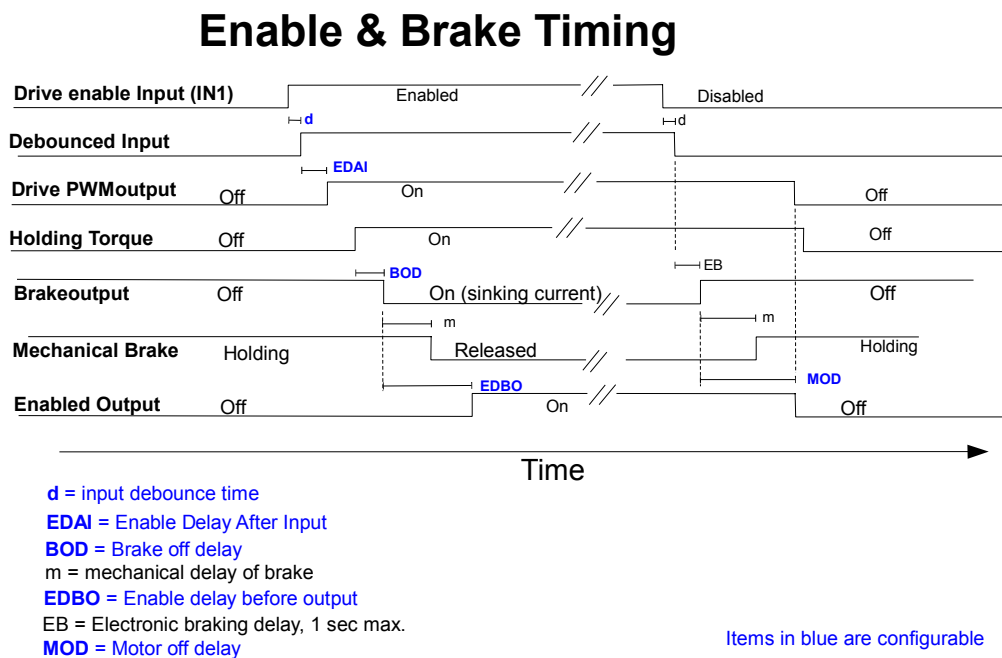 Enable & Brake Timing
Drive enable Input (IN1) Enabled Disabled
d d
Debounced Input
EDAI
Drive PWMoutput Off On Off
Holding Torque Off On Off
BOD EB
Brakeoutput Off On (sinking current) Off
m m
Mechanical Brake Holding Released Holding
EDBO MOD
Enabled Output Off On Off
Time
d = input debounce time
EDAI = Enable Delay After Input
BOD = Brake off delay
m = mechanical delay of brake
EDBO = Enable delay before output
EB = Electronic braking delay, 1 sec max.
MOD = Motor off delay
Items in blue are configurable